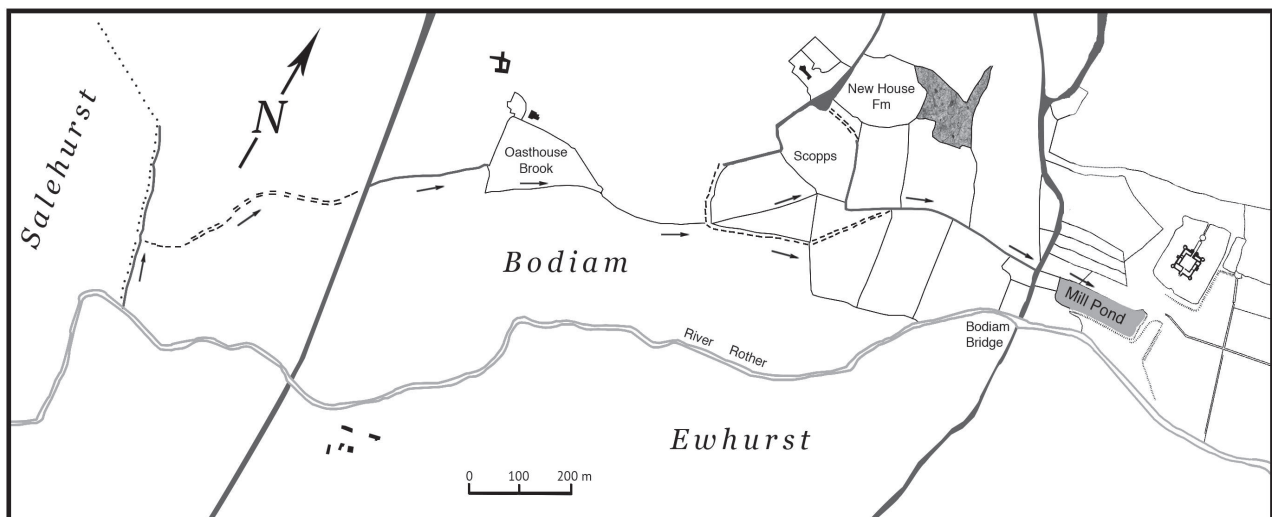 Salehurst
N
New House
Fm
Oasthouse
Brook
Scopps
Bodiam
Mill Pond
River Rother
Bodiam
Bridge
Ewhurst
0 100 200 m